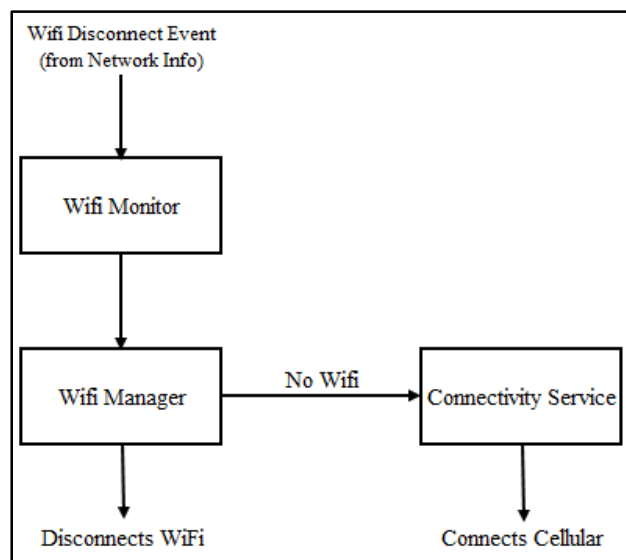 Wifi Disconnect Event
(from Network Info)
Wifi Monitor
Wifi Manager
No Wifi
Connectivity Service
Disconnects WiFi
Connects Cellular